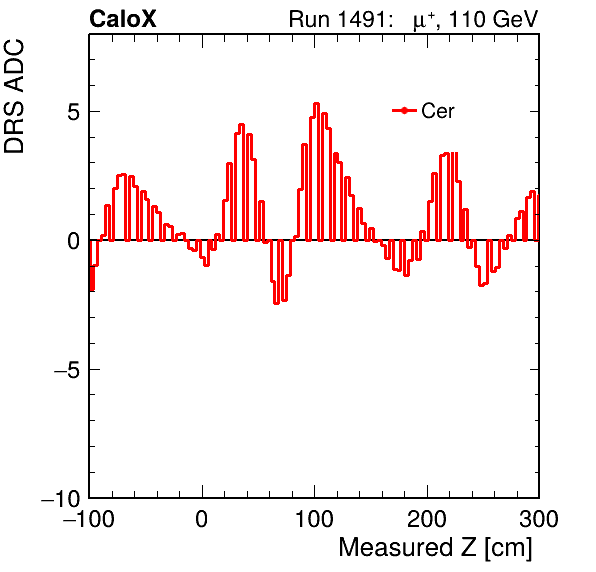 CaloX Run 1491: μ⁺, 110 GeV
DRS ADC
Cer
5
0
−5
−10
−100 0 100 200 300
Measured Z [cm]